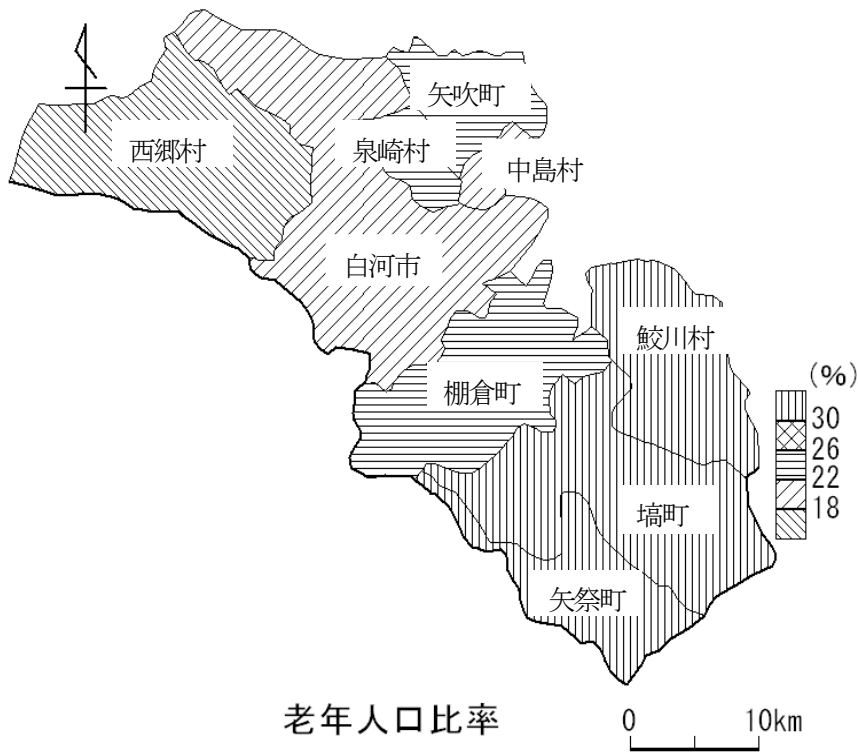 矢吹町
西郷村
泉崎村
中島村
白河市
鮫川村
(%)
30
26
22
18
棚倉町
塙町
矢祭町
老年人口比率
0 10km